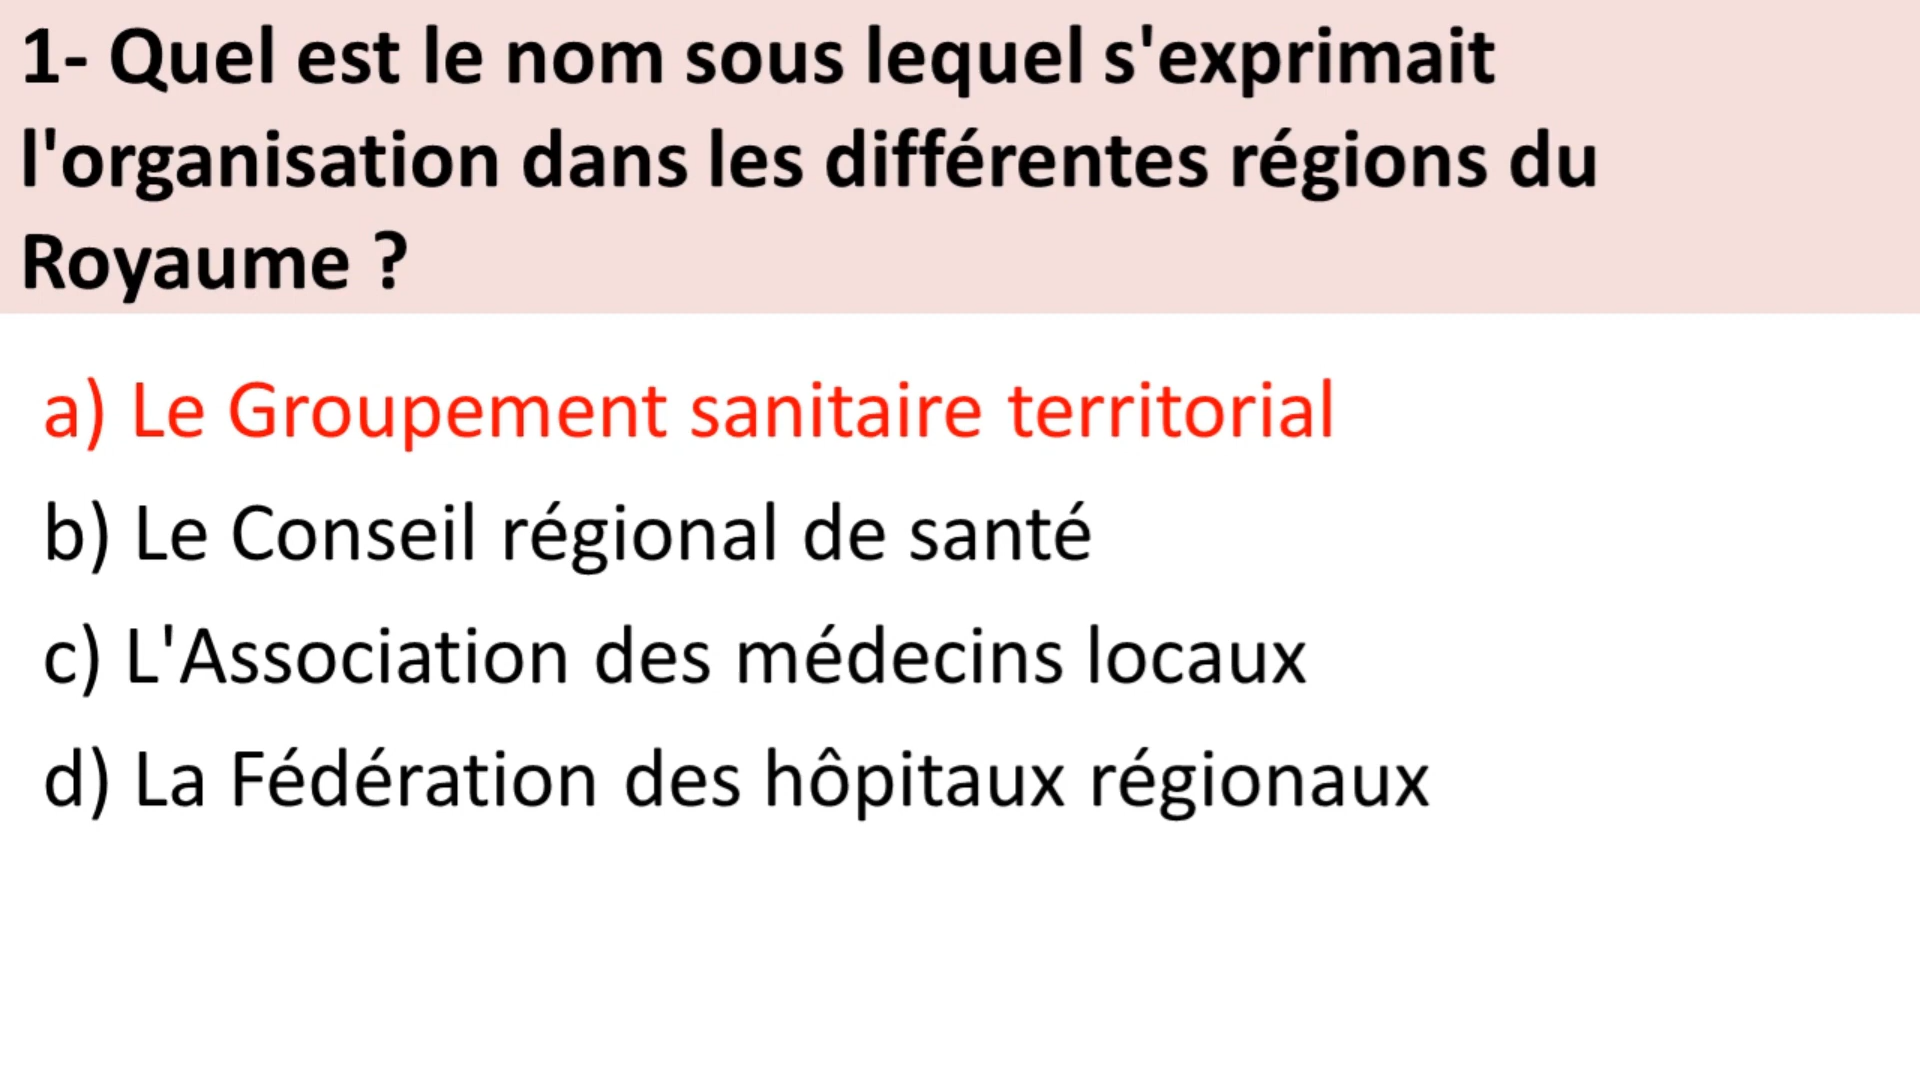 1- Quel est le nom sous lequel s'exprimait
l'organisation dans les différentes régions du
Royaume ?
a) Le Groupement sanitaire territorial
b) Le Conseil régional de santé
c) L'Association des médecins locaux
d) La Fédération des hôpitaux régionaux